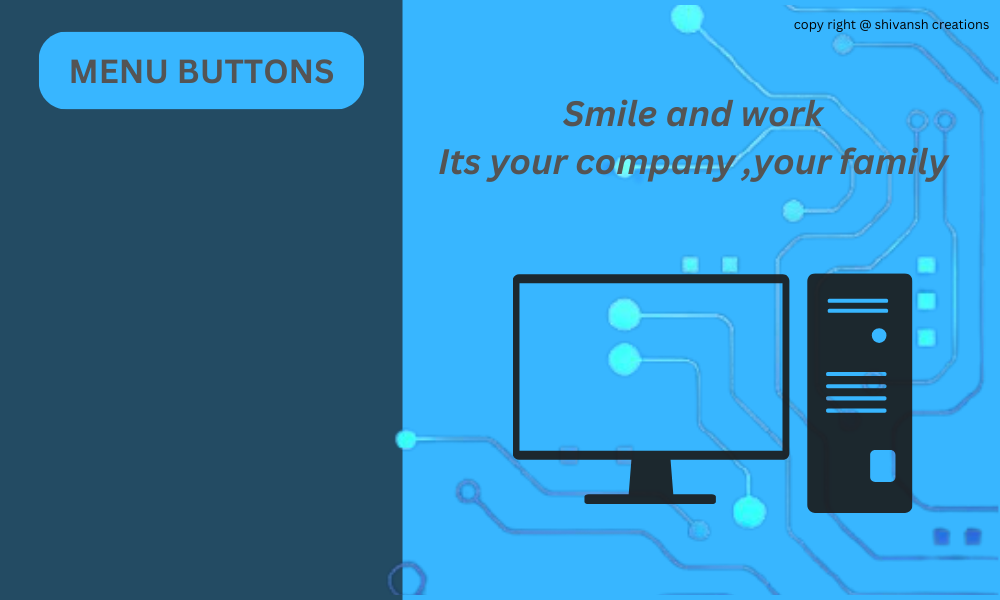 copy right @ shivansh creations
MENU BUTTONS
Smile and work
Its your company ,your family